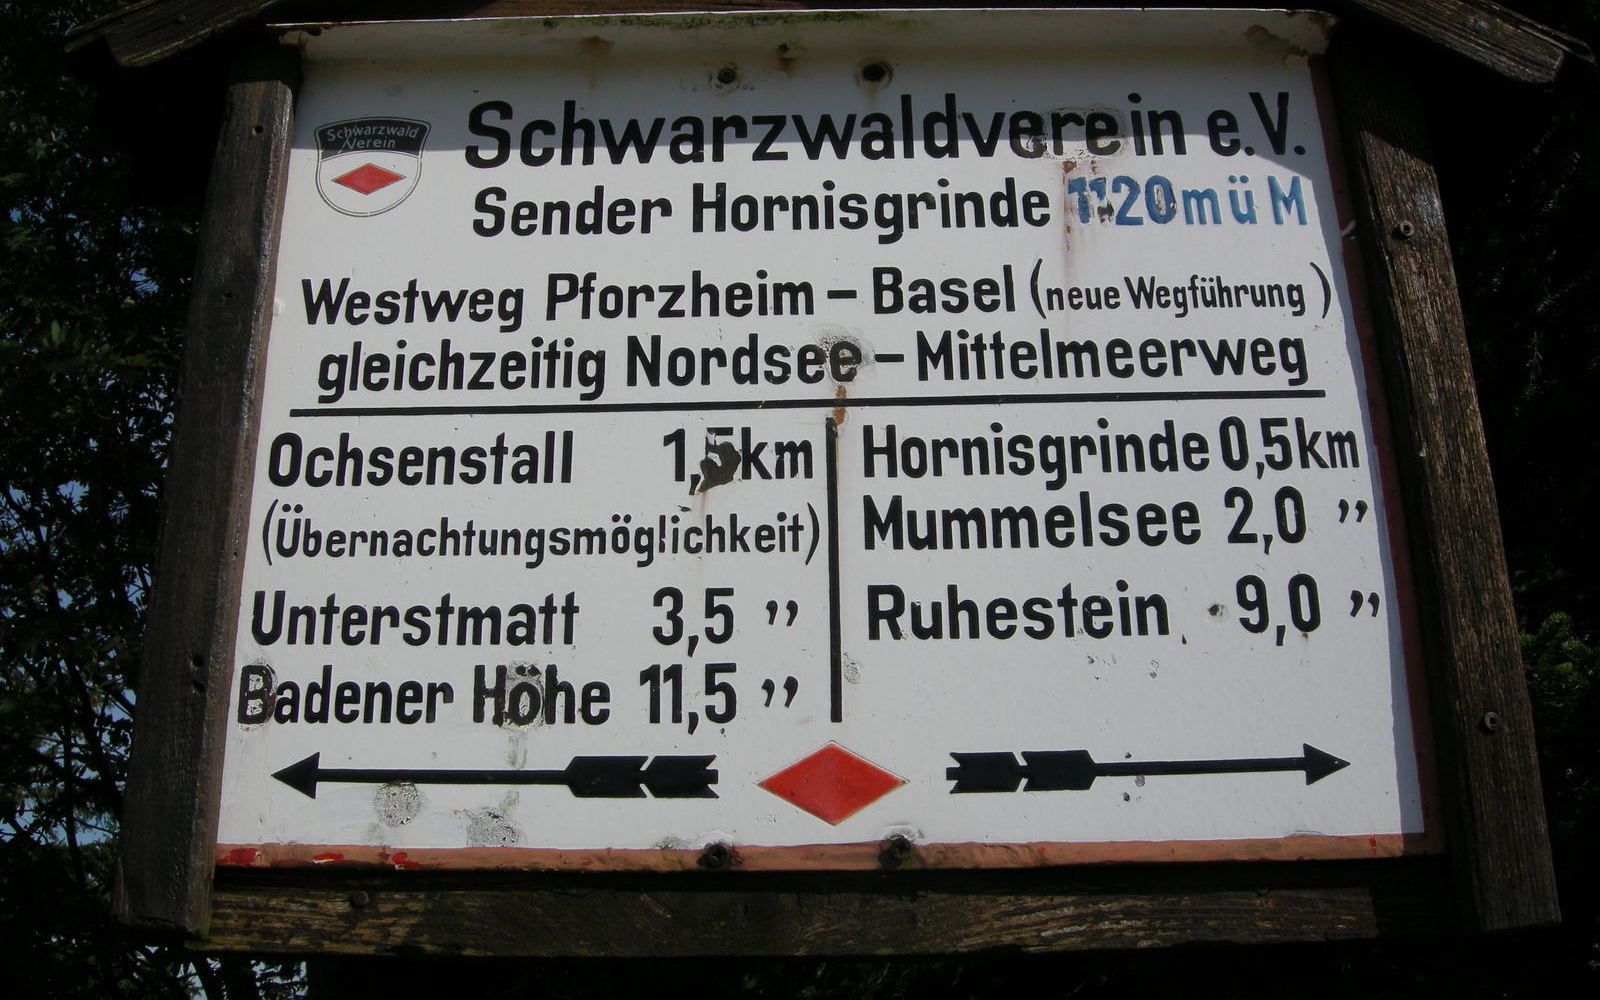 Schwarzwald
Verein
Schwarzwaldverein e.V.
Sender Hornisgrinde 1120 m ü M
Westweg Pforzheim – Basel (neue Wegführung)
gleichzeitig Nordsee – Mittelmeerweg
Ochsenstall 1,5 km
(Übernachtungsmöglichkeit)
Unterstmatt 3,5 ”
Badener Höhe 11,5 ”
Hornisgrinde 0,5 km
Mummelsee 2,0 ”
Ruhestein 9,0 ”